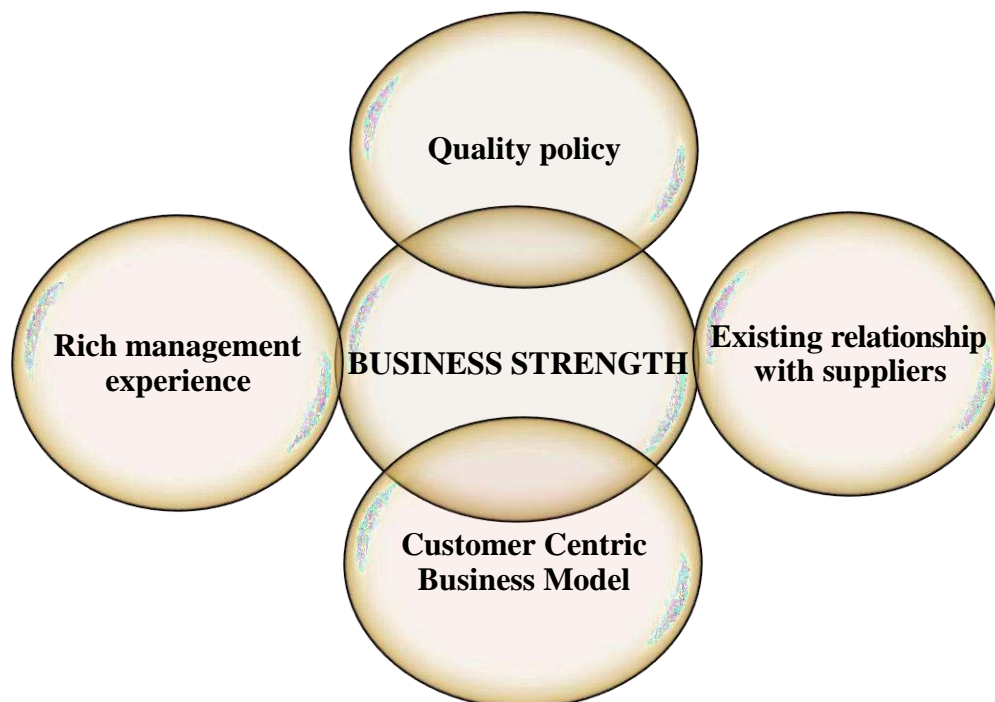 Quality policy
Rich management
experience
BUSINESS STRENGTH
Existing relationship
with suppliers
Customer Centric
Business Model